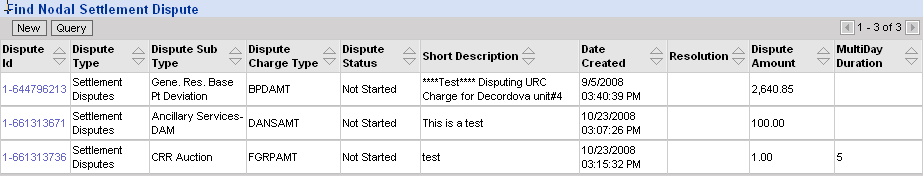 Find Nodal Settlement Dispute
New Query 1 - 3 of 3
Dispute Id Dispute Type Dispute Sub Type Dispute Charge Type Dispute Status Short Description Date Created Resolution Dispute Amount MultiDay Duration
1-644796213 Settlement Disputes Gene. Res. Base Pt Deviation BPDAMT Not Started ****Test**** Disputing URC Charge for Decordova unit#4 9/5/2008 03:40:39 PM 2,640.85
1-661313671 Settlement Disputes Ancillary Services-DAM DANSAMT Not Started This is a test 10/23/2008 03:07:26 PM 100.00
1-661313736 Settlement Disputes CRR Auction FGRPAMT Not Started test 10/23/2008 03:15:32 PM 1.00 5